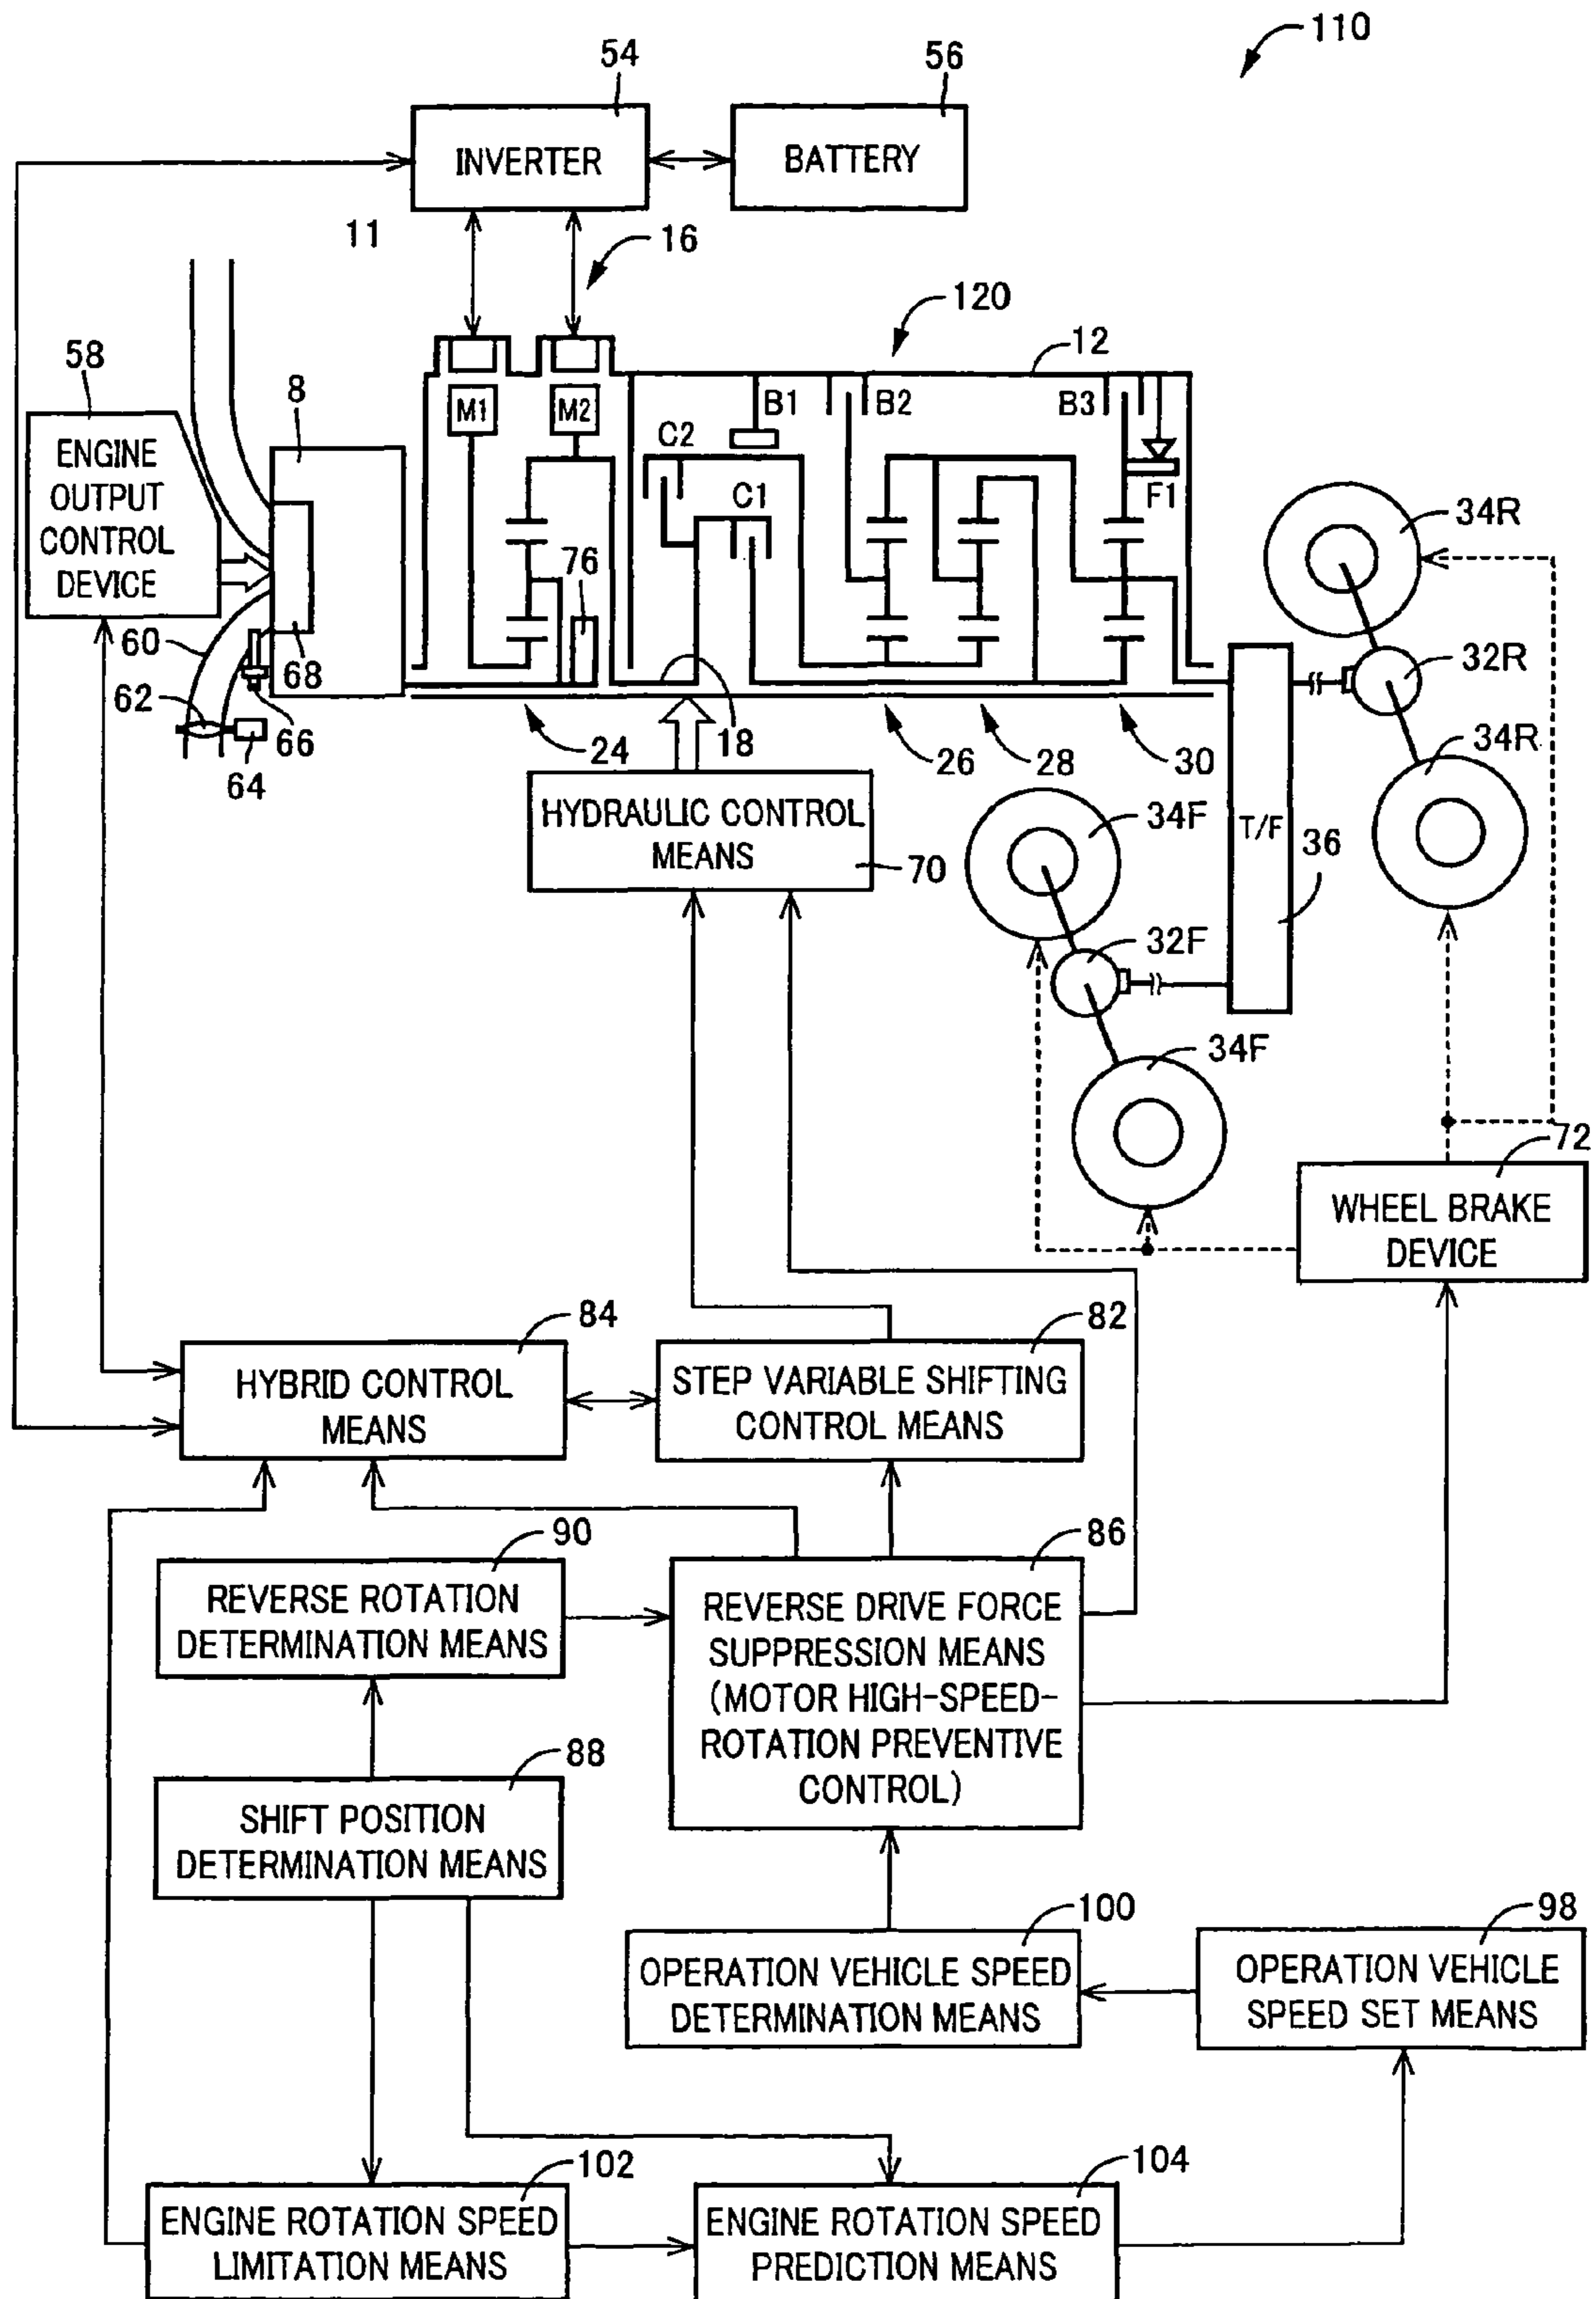 110
54
56
INVERTER
BATTERY
11
16
120
12
58
8
M1
M2
B1
B2
B3
C2
C1
F1
ENGINE
OUTPUT
CONTROL
DEVICE
76
34R
32R
60
68
62
66
64
24
18
26
28
30
34R
HYDRAULIC CONTROL
MEANS
70
34F
T/F
36
32F
34F
72
WHEEL BRAKE
DEVICE
84
82
HYBRID CONTROL
MEANS
STEP VARIABLE SHIFTING
CONTROL MEANS
90
86
REVERSE ROTATION
DETERMINATION MEANS
REVERSE DRIVE FORCE
SUPPRESSION MEANS
(MOTOR HIGH-SPEED-
ROTATION PREVENTIVE
CONTROL)
88
SHIFT POSITION
DETERMINATION MEANS
100
98
OPERATION VEHICLE SPEED
DETERMINATION MEANS
OPERATION VEHICLE
SPEED SET MEANS
102
104
ENGINE ROTATION SPEED
LIMITATION MEANS
ENGINE ROTATION SPEED
PREDICTION MEANS